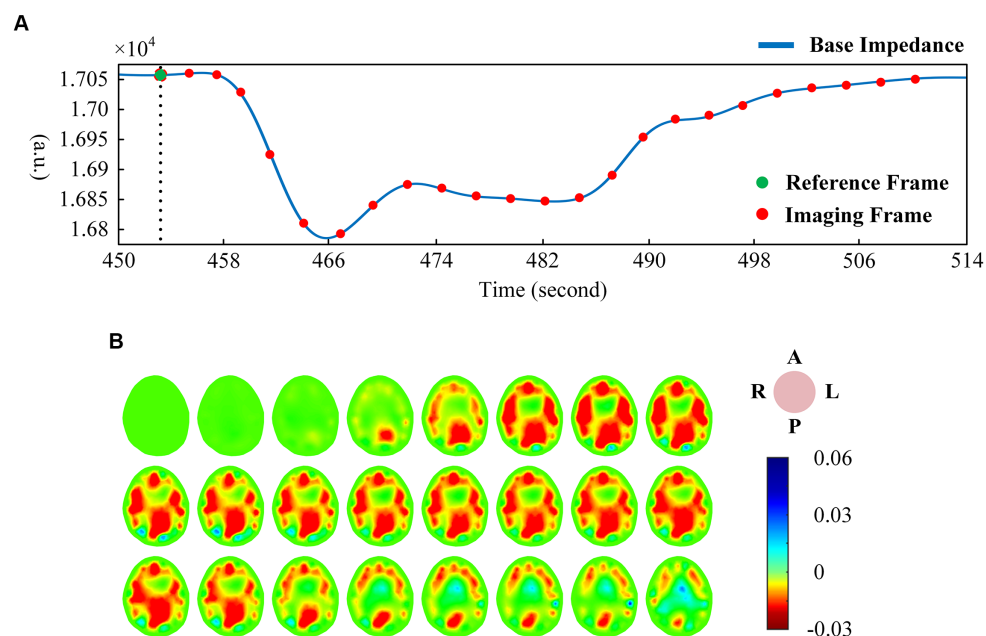 A
×10⁴
Base Impedance
1.705
1.70
1.695
1.69
1.685
1.68
(a.u.)
Reference Frame
Imaging Frame
450 458 466 474 482 490 498 506 514
Time (second)
B
A
R L
P
0.06
0.03
0
-0.03